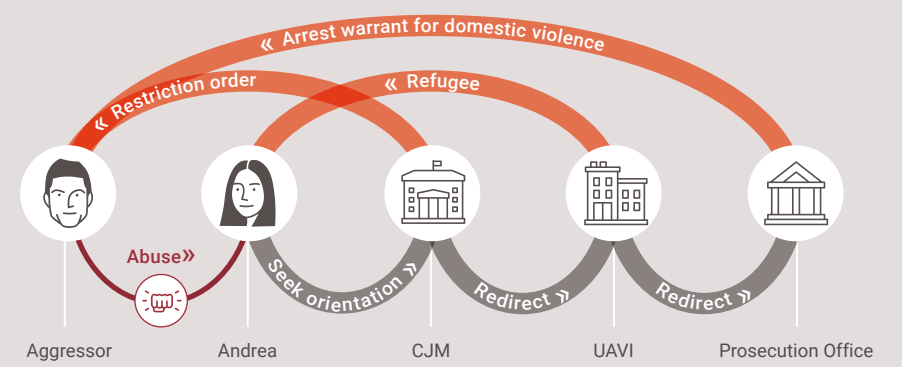 « Arrest warrant for domestic violence
« Restriction order
« Refugee
Abuse»
Seek orientation »
Redirect »
Redirect »
Aggressor
Andrea
CJM
UAVI
Prosecution Office